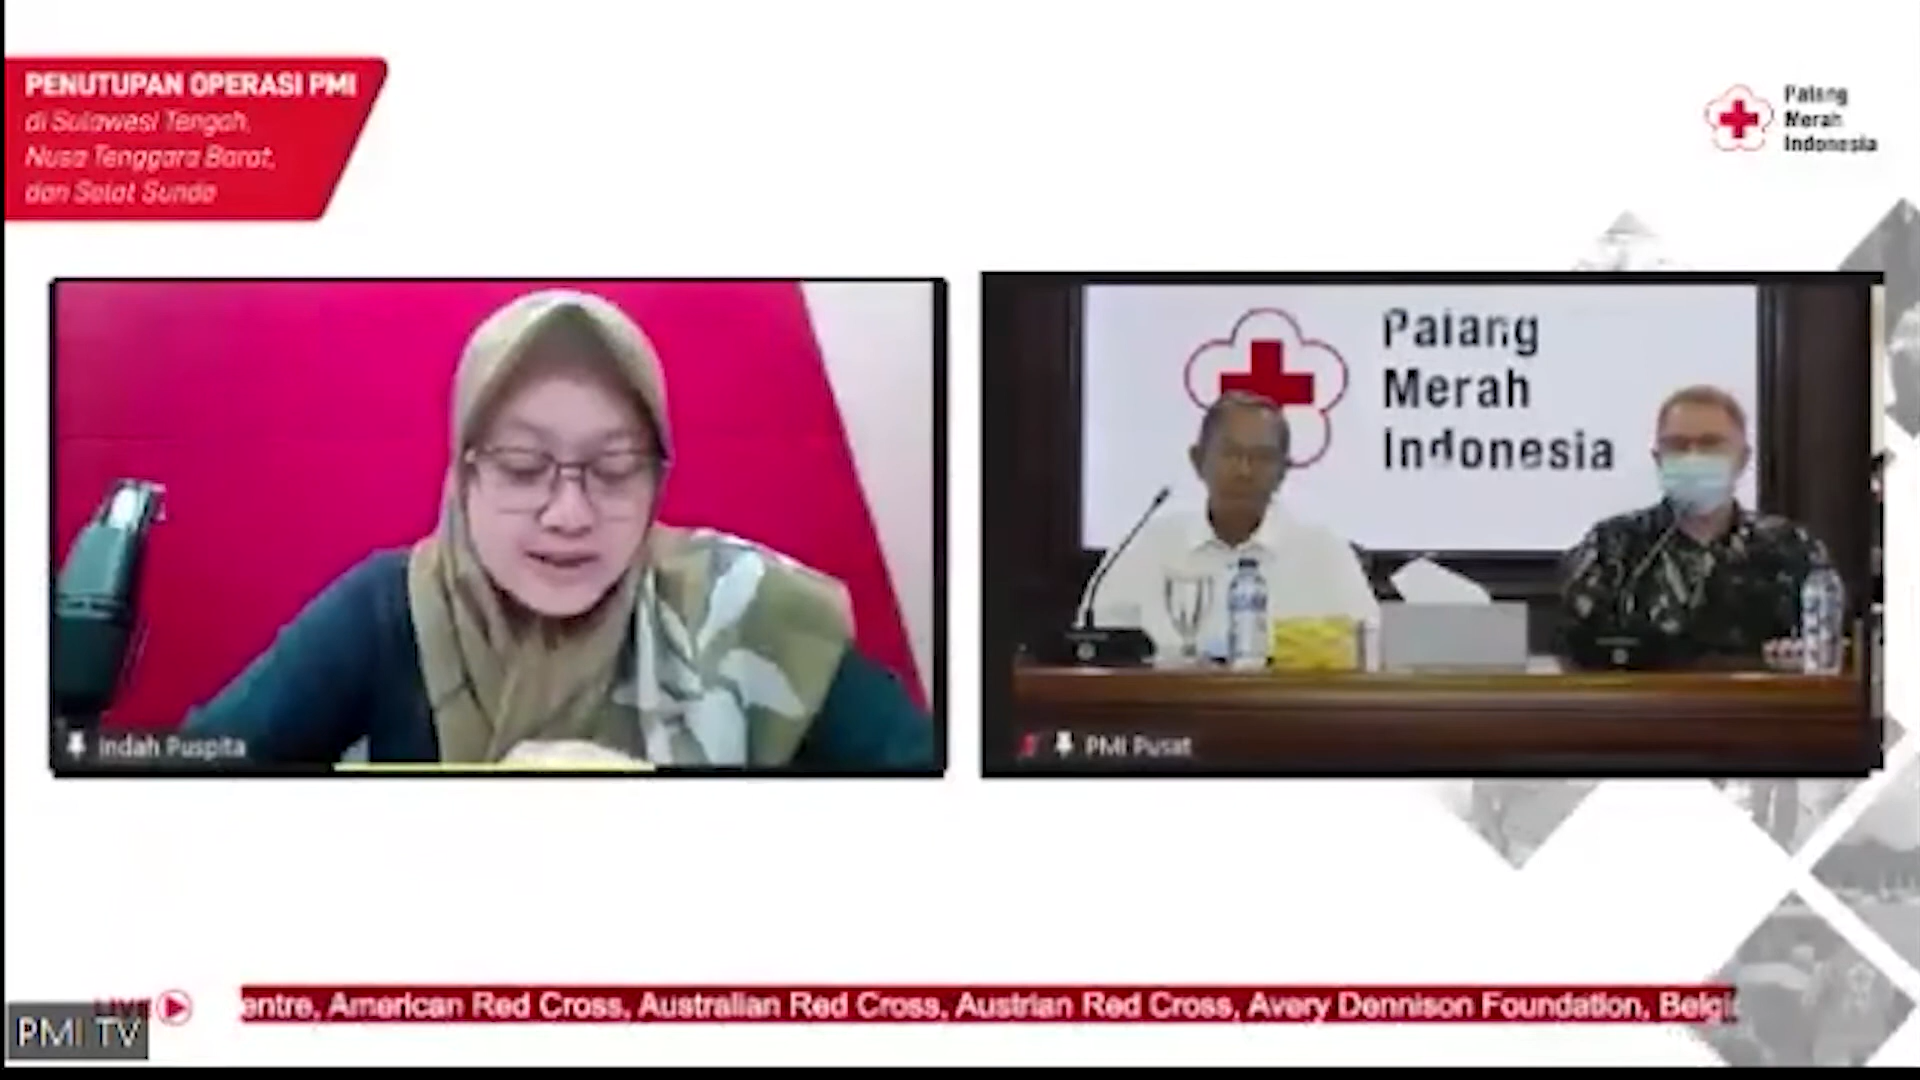 PENUTUPAN OPERASI PMI
di Sulawesi Tengah,
Nusa Tenggara Barat,
dan Selat Sunda
Palang
Merah
Indonesia
Palang
Merah
Indonesia
Indah Puspita
PMI Pusat
LIVE
entre, American Red Cross, Australian Red Cross, Austrian Red Cross, Avery Dennison Foundation, Belgi
PMI TV